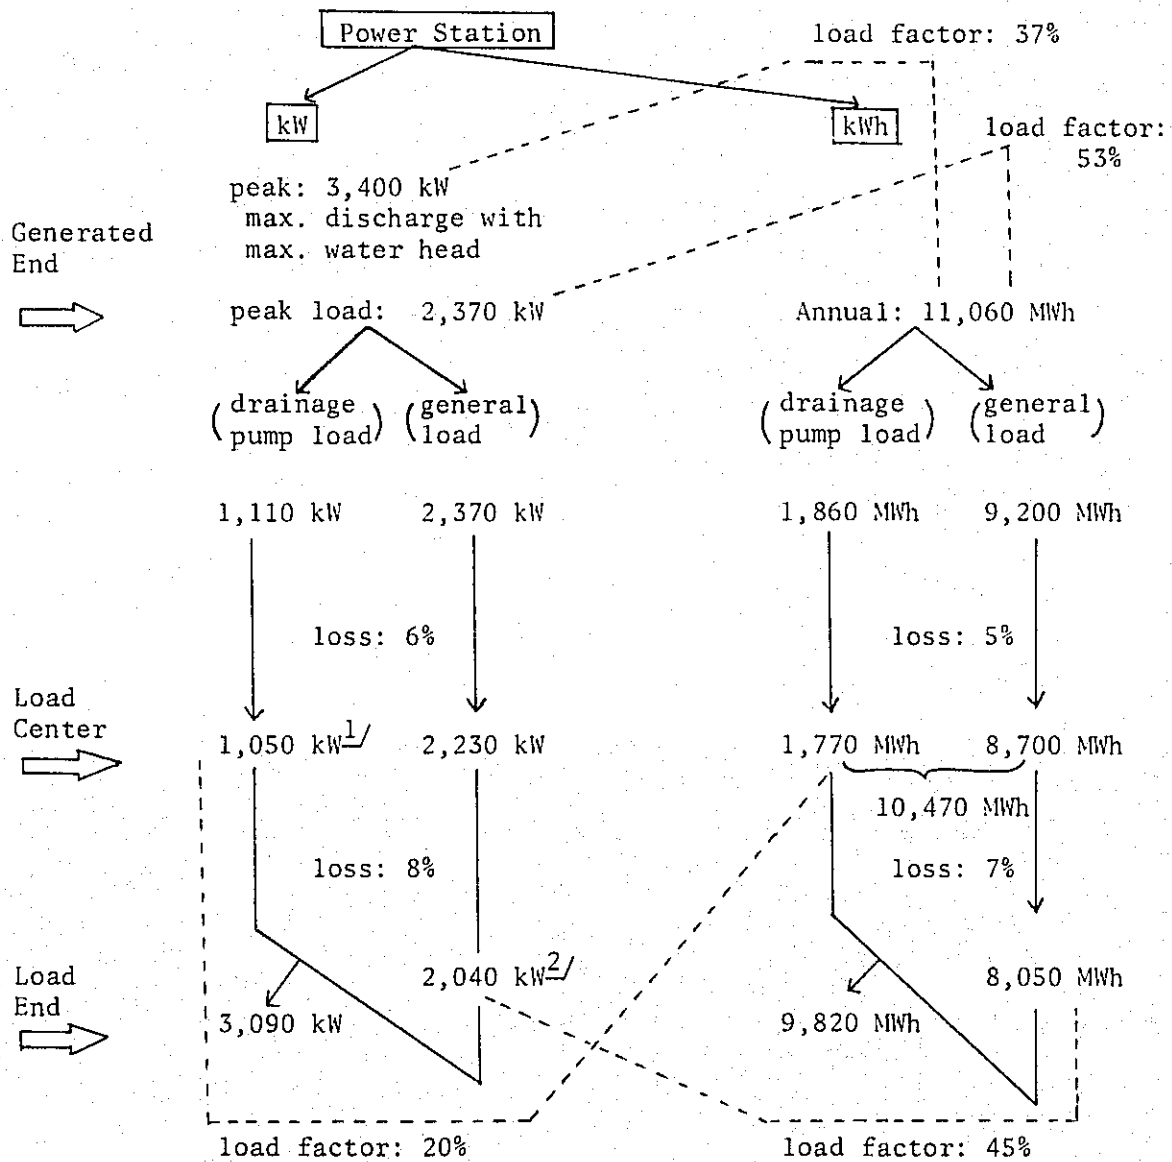 Power Station
load factor: 37%
kW
kWh
load factor:
53%
peak: 3,400 kW
max. discharge with
max. water head
Generated
End
peak load: 2,370 kW
Annual: 11,060 MWh
(drainage pump load) (general load)
(drainage pump load) (general load)
1,110 kW 2,370 kW
1,860 MWh 9,200 MWh
loss: 6%
loss: 5%
Load
Center
1,050 kW 1/ 2,230 kW
1,770 MWh 8,700 MWh
10,470 MWh
loss: 8%
loss: 7%
Load
End
2,040 kW 2/
8,050 MWh
3,090 kW
9,820 MWh
load factor: 20%
load factor: 45%